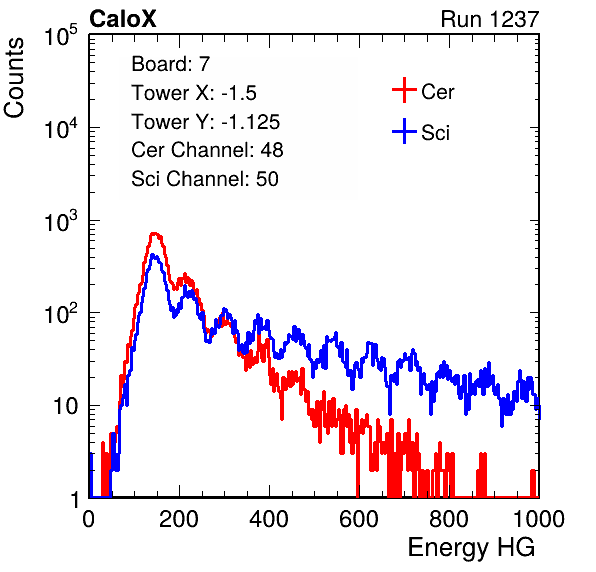 CaloX Run 1237
Counts
10^5
10^4
10^3
10^2
10
1
Board: 7
Tower X: -1.5
Tower Y: -1.125
Cer Channel: 48
Sci Channel: 50
Cer
Sci
0 200 400 600 800 1000
Energy HG